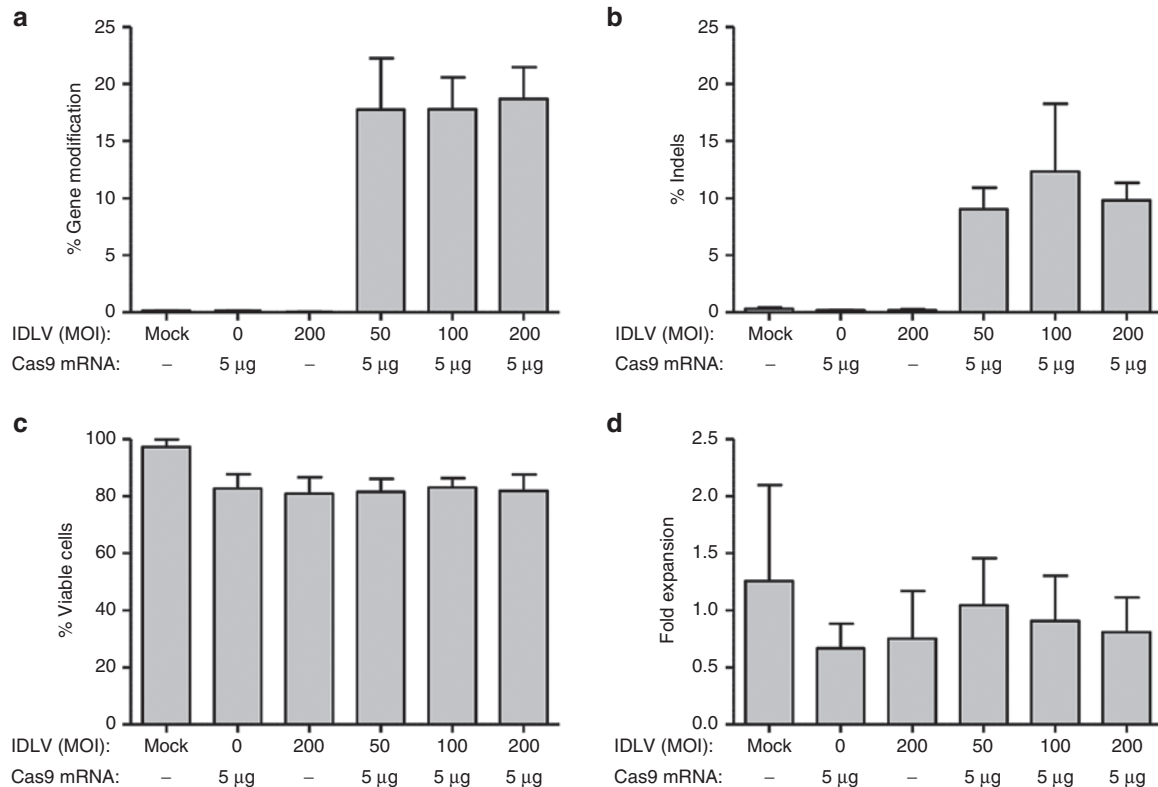 a
25
20
15
10
5
0
% Gene modification
IDLV (MOI): Mock 0 200 50 100 200
Cas9 mRNA: – 5 μg – 5 μg 5 μg 5 μg
b
25
20
15
10
5
0
% Indels
IDLV (MOI): Mock 0 200 50 100 200
Cas9 mRNA: – 5 μg – 5 μg 5 μg 5 μg
c
100
80
60
40
20
0
% Viable cells
IDLV (MOI): Mock 0 200 50 100 200
Cas9 mRNA: – 5 μg – 5 μg 5 μg 5 μg
d
2.5
2.0
1.5
1.0
0.5
0.0
Fold expansion
IDLV (MOI): Mock 0 200 50 100 200
Cas9 mRNA: – 5 μg – 5 μg 5 μg 5 μg